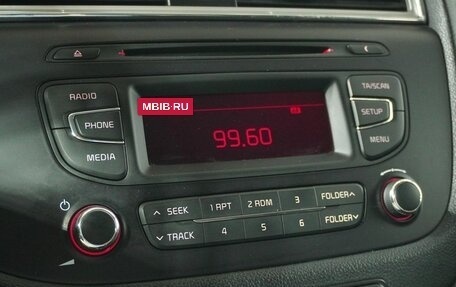 RADIO
TA/SCAN
MBIB·RU
PHONE
SETUP
99.60
MEDIA
MENU
SEEK 1 RPT 2 RDM 3 FOLDER
TRACK 4 5 6 FOLDER